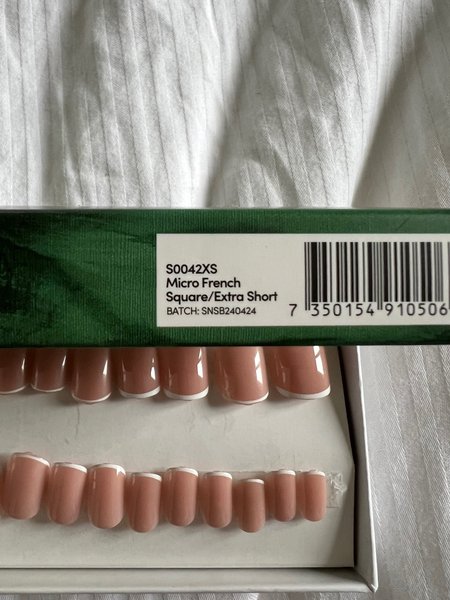 S0042XS
Micro French
Square/Extra Short
BATCH: SNSB240424
7 350154 910506